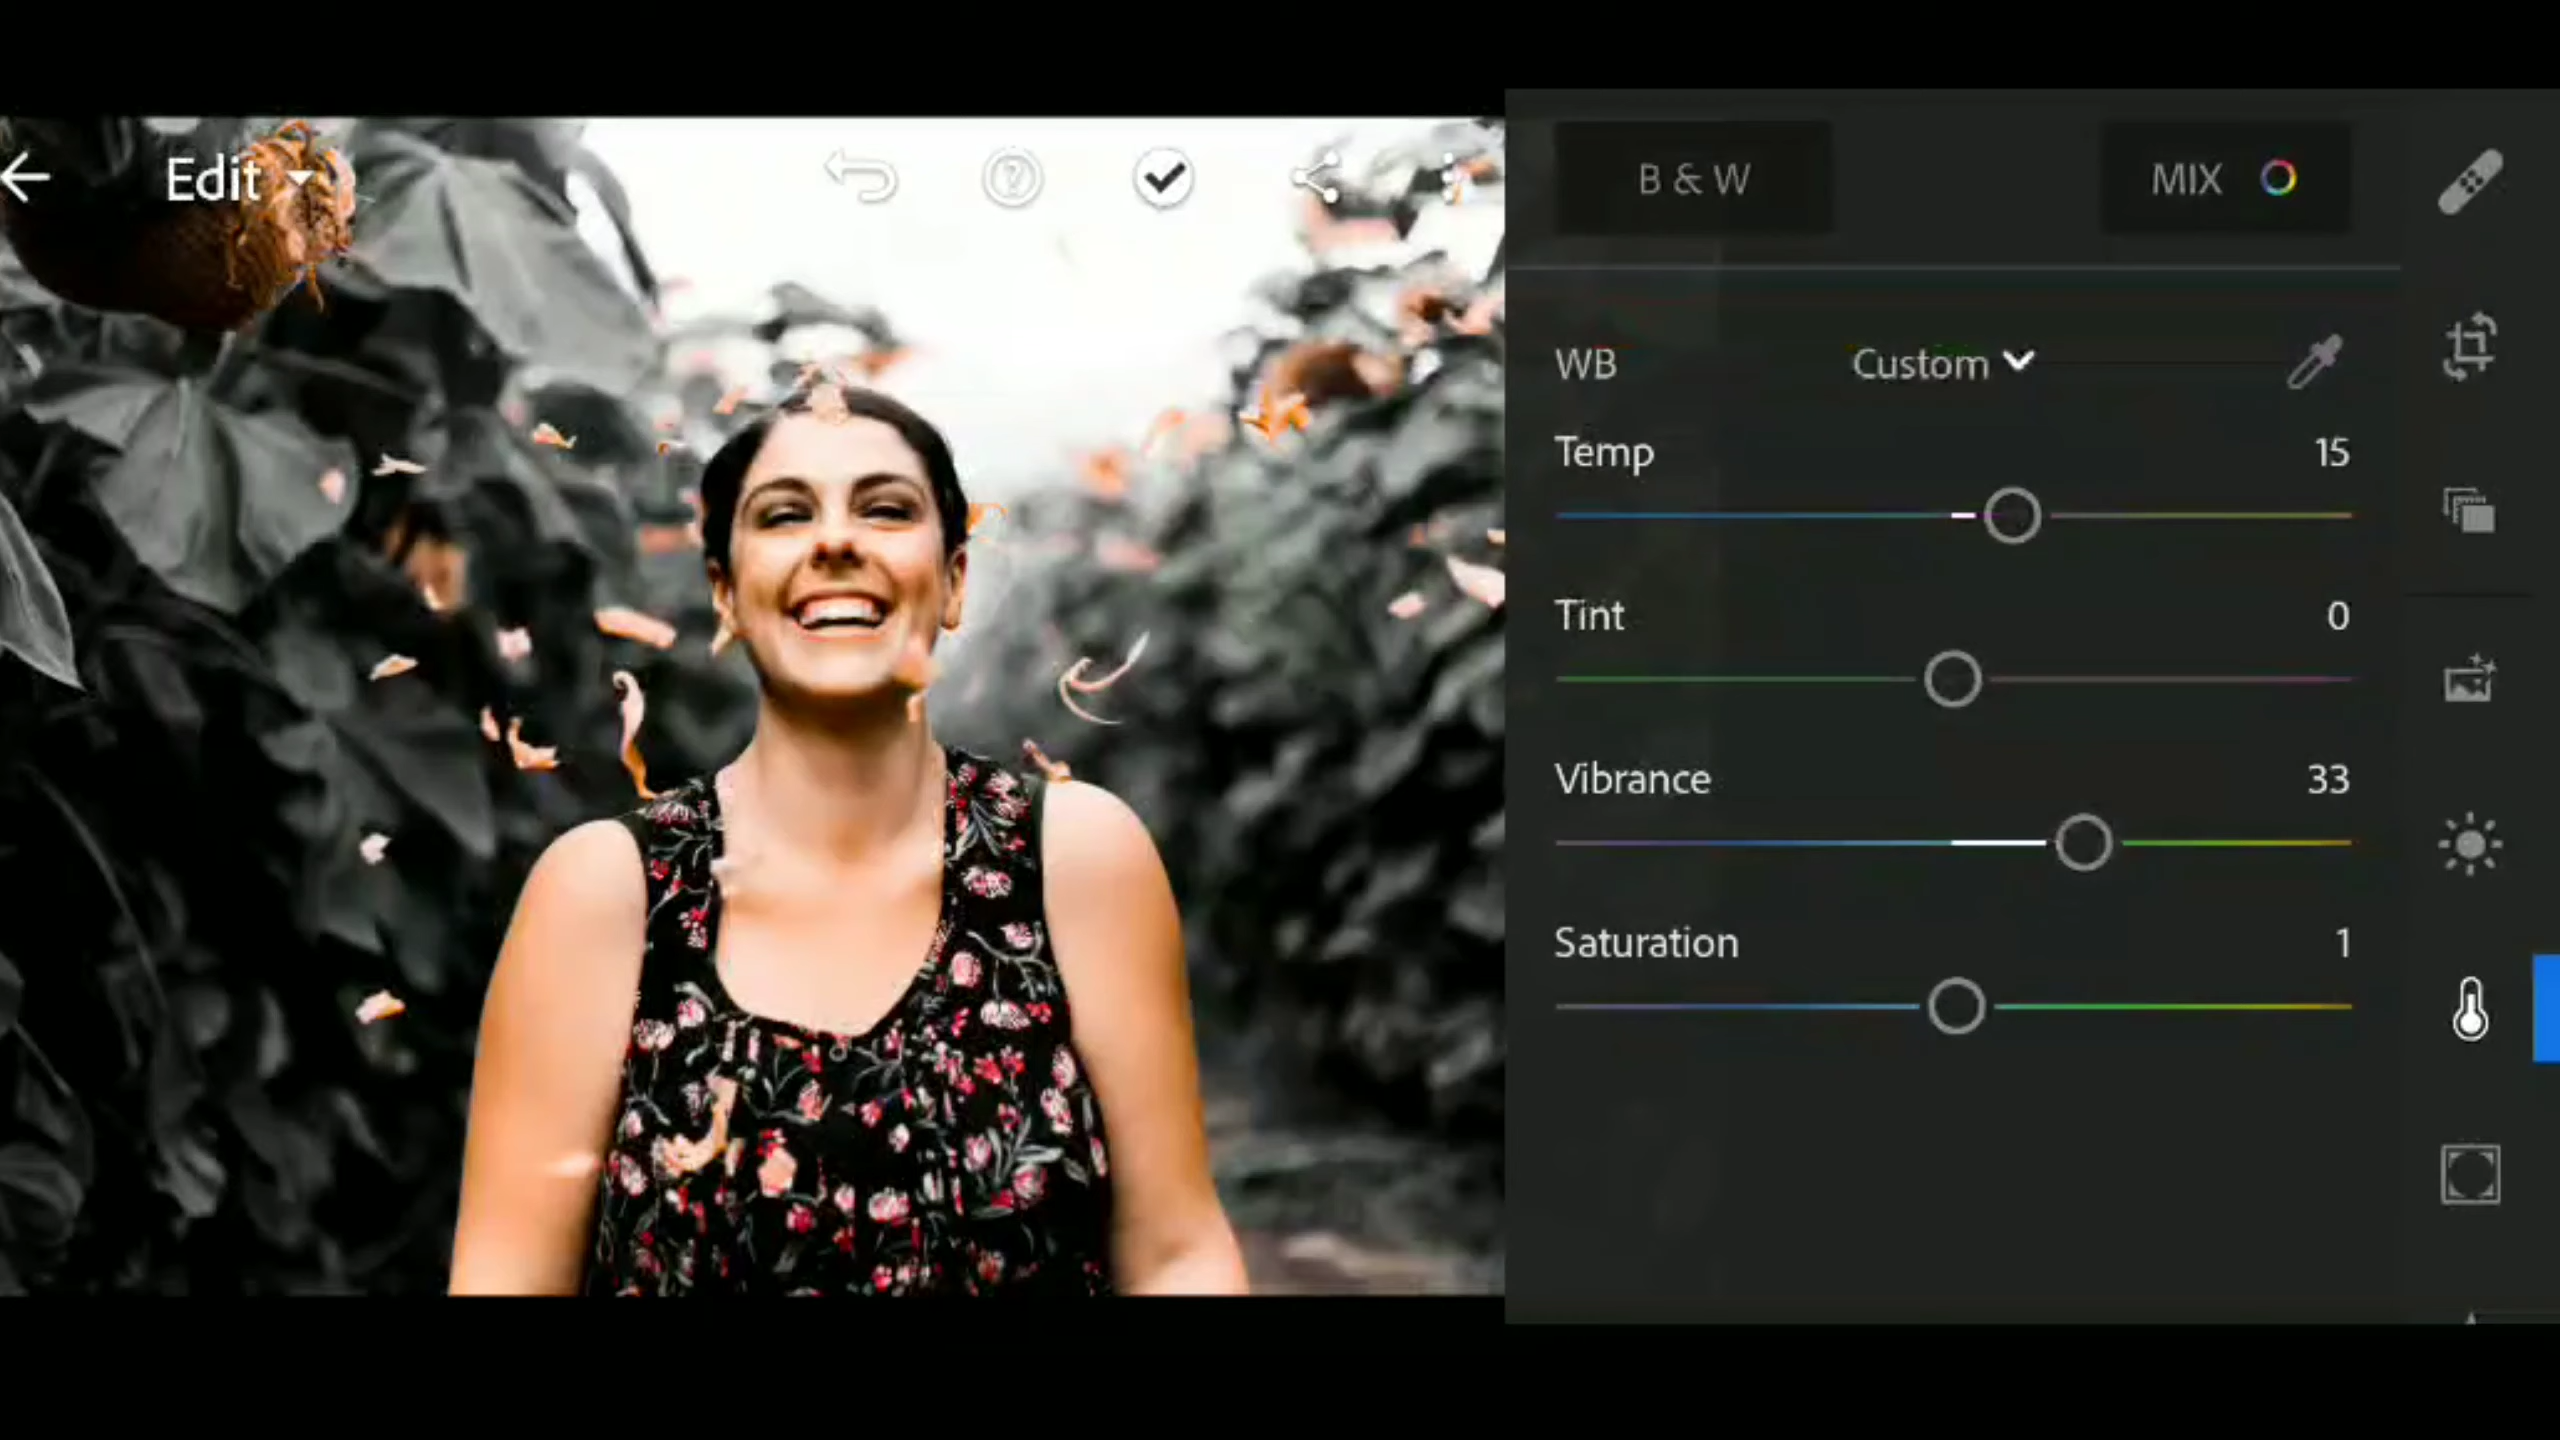 Edit
B & W
MIX
WB Custom
Temp 15
Tint 0
Vibrance 33
Saturation 1